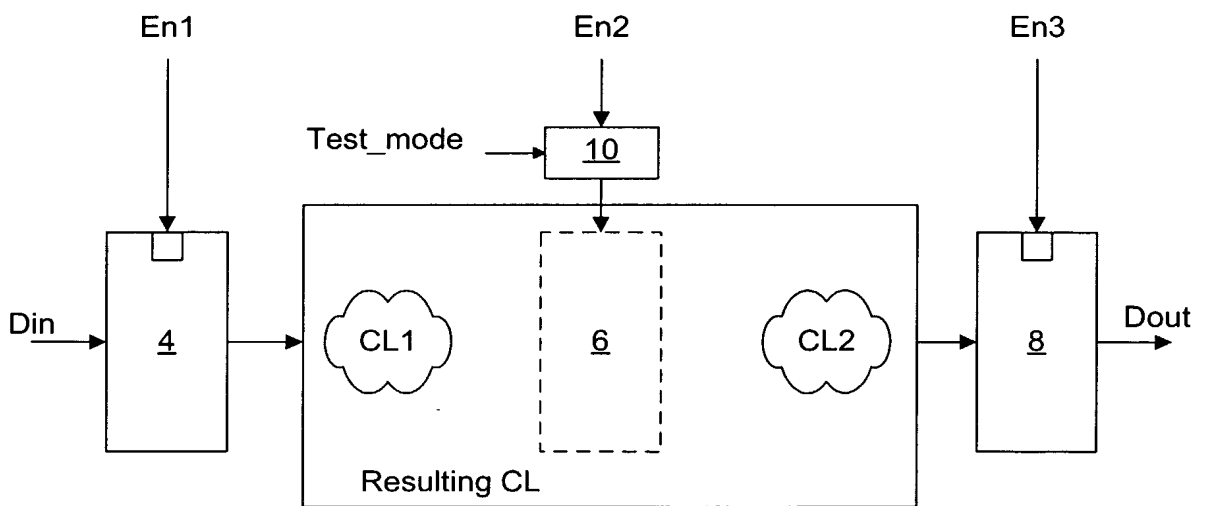 En1
En2
En3
Test_mode
10
Din
4
CL1
6
CL2
8
Dout
Resulting CL